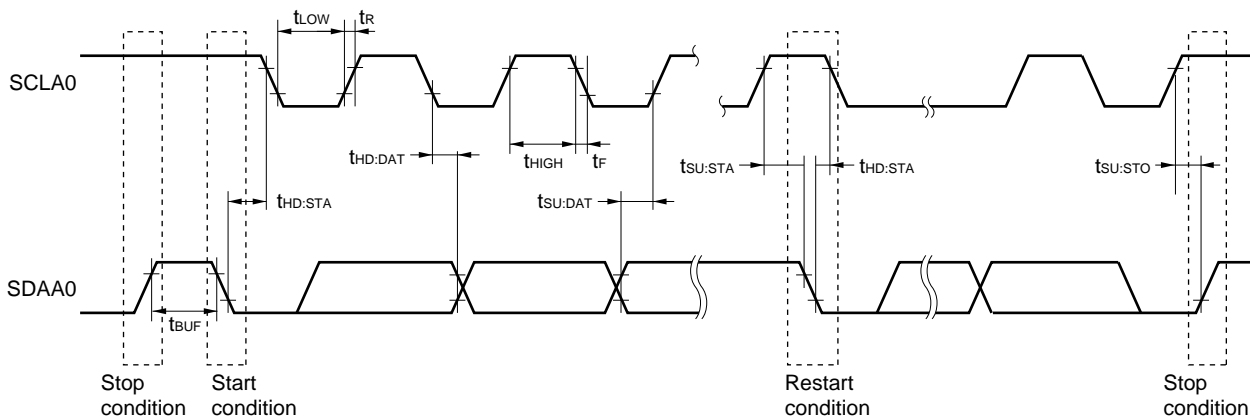 tLOW tR
SCLA0
tHD:DAT tHIGH tF tSU:STA tHD:STA tSU:STO
tHD:STA tSU:DAT
SDAA0
tBUF
Stop
condition
Start
condition
Restart
condition
Stop
condition